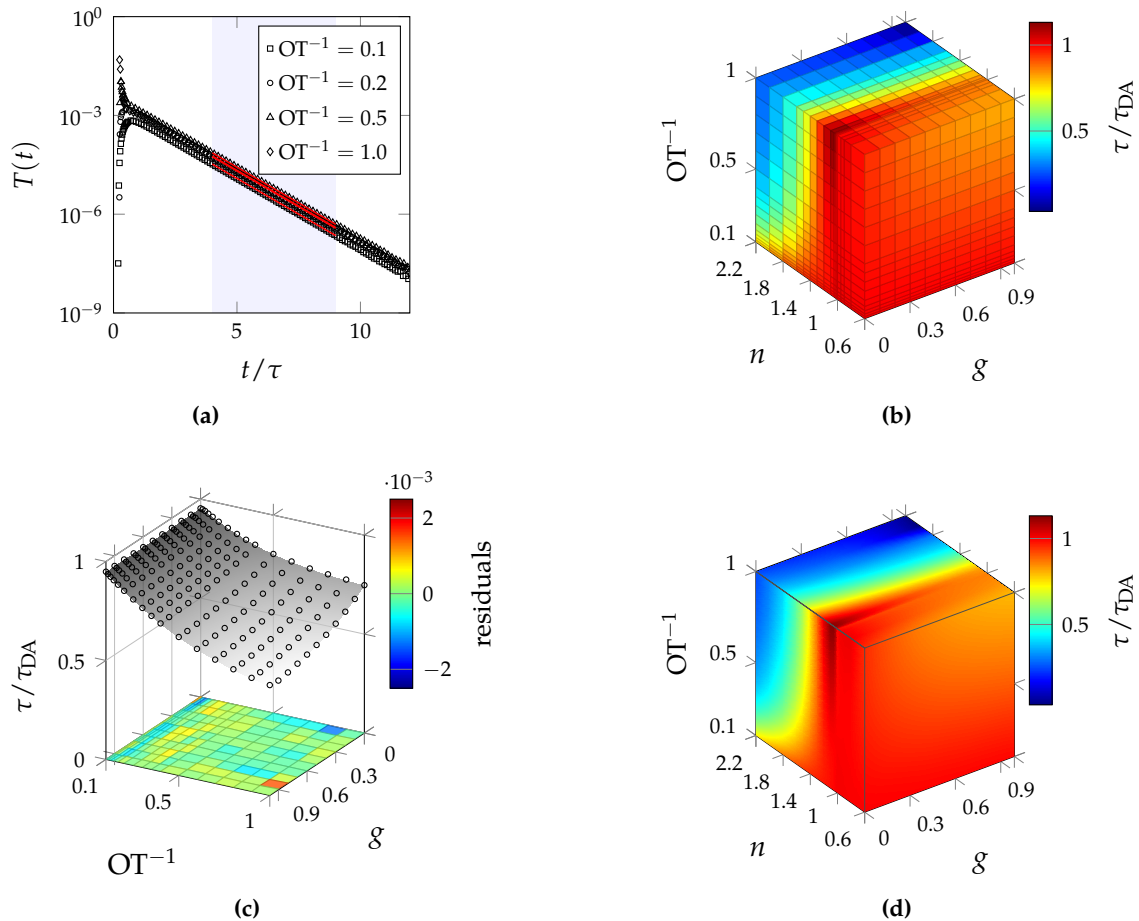 10⁰
10⁻³
10⁻⁶
10⁻⁹
T(t)
OT⁻¹ = 0.1
OT⁻¹ = 0.2
OT⁻¹ = 0.5
OT⁻¹ = 1.0
0 5 10
t/τ
(a)
1
0.5
0.1
OT⁻¹
2.2 1.8 1.4 1 0.6
n
0 0.3 0.6 0.9
g
1
0.5
τ/τDA
(b)
1
0.5
0
τ/τDA
0.1 0.5 1
OT⁻¹
0.9 0.6 0.3 0
g
·10⁻³
2
0
−2
residuals
(c)
1
0.5
0.1
OT⁻¹
2.2 1.8 1.4 1 0.6
n
0 0.3 0.6 0.9
g
1
0.5
τ/τDA
(d)